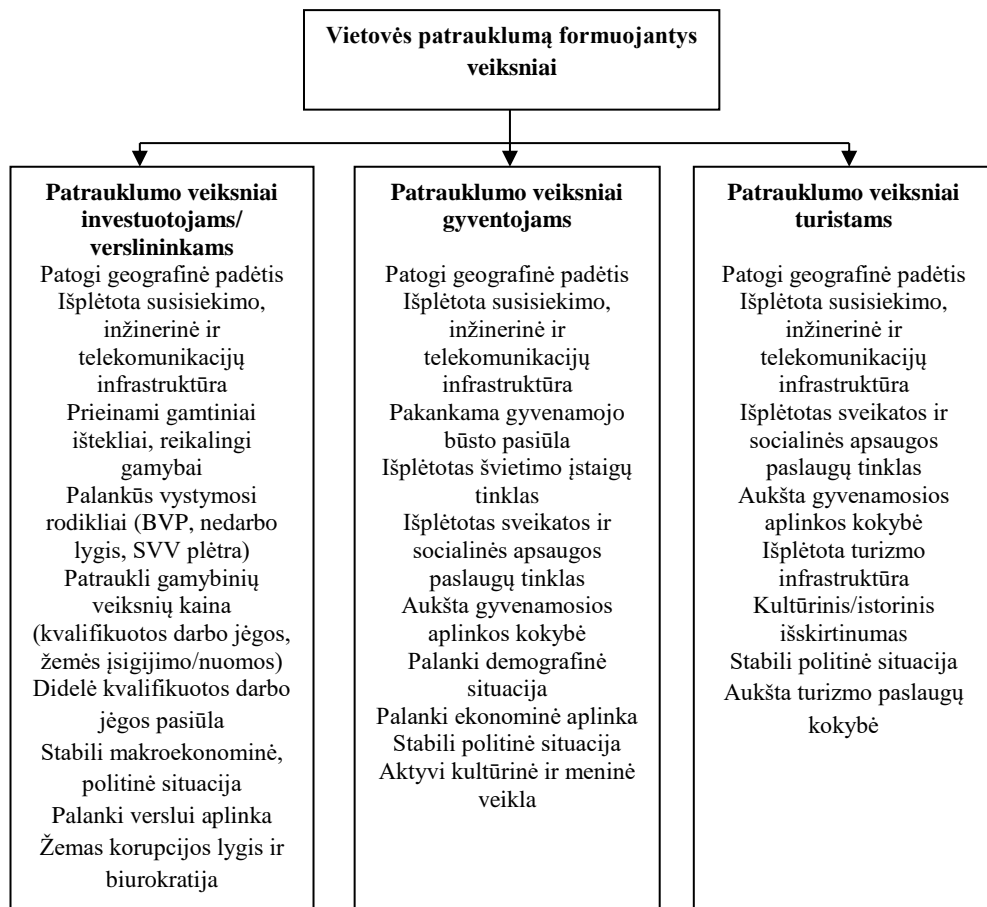 Vietovės patrauklumą formuojantys
veiksniai
Patrauklumo veiksniai
investuotojams/
verslininkams
Patogi geografinė padėtis
Išplėtota susisiekimo,
inžinerinė ir
telekomunikacijų
infrastruktūra
Prieinami gamtiniai
ištekliai, reikalingi
gamybai
Palankūs vystymosi
rodikliai (BVP, nedarbo
lygis, SVV plėtra)
Patraukli gamybinių
veiksnių kaina
(kvalifikuotos darbo jėgos,
žemės įsigijimo/nuomos)
Didelė kvalifikuotos darbo
jėgos pasiūla
Stabili makroekonominė,
politinė situacija
Palanki verslui aplinka
Žemas korupcijos lygis ir
biurokratija
Patrauklumo veiksniai
gyventojams
Patogi geografinė padėtis
Išplėtota susisiekimo,
inžinerinė ir
telekomunikacijų
infrastruktūra
Pakankama gyvenamojo
būsto pasiūla
Išplėtotas švietimo įstaigų
tinklas
Išplėtotas sveikatos ir
socialinės apsaugos
paslaugų tinklas
Aukšta gyvenamosios
aplinkos kokybė
Palanki demografinė
situacija
Palanki ekonominė aplinka
Stabili politinė situacija
Aktyvi kultūrinė ir meninė
veikla
Patrauklumo veiksniai
turistams
Patogi geografinė padėtis
Išplėtota susisiekimo,
inžinerinė ir
telekomunikacijų
infrastruktūra
Išplėtotas sveikatos ir
socialinės apsaugos
paslaugų tinklas
Aukšta gyvenamosios
aplinkos kokybė
Išplėtota turizmo
infrastruktūra
Kultūrinis/istorinis
išskirtinumas
Stabili politinė situacija
Aukšta turizmo paslaugų
kokybė